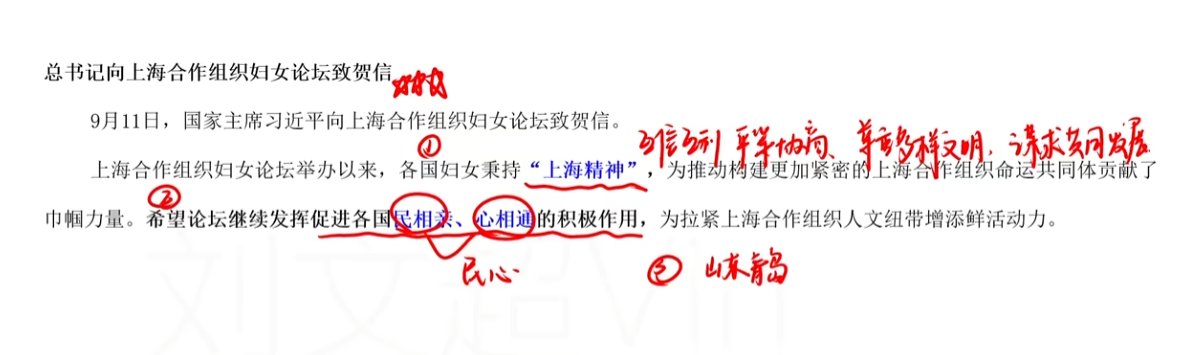 总书记向上海合作组织妇女论坛致贺信
9月11日，国家主席习近平向上海合作组织妇女论坛致贺信。
① 互信互利 平等协商、尊重多样文明、谋求共同发展
上海合作组织妇女论坛举办以来，各国妇女秉持“上海精神”，为推动构建更加紧密的上海合作组织命运共同体贡献了
②
巾帼力量。希望论坛继续发挥促进各国民相亲、心相通的积极作用，为拉紧上海合作组织人文纽带增添鲜活动力。
民心 ③ 山东青岛
刘文超Vin